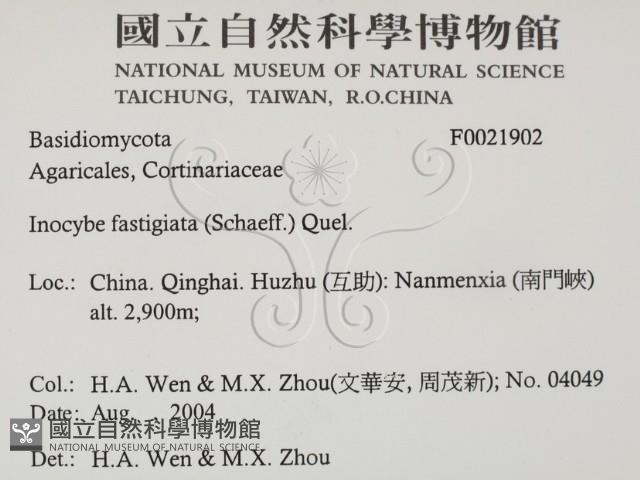 國立自然科學博物館
NATIONAL MUSEUM OF NATURAL SCIENCE
TAICHUNG, TAIWAN, R.O.CHINA
Basidiomycota F0021902
Agaricales, Cortinariaceae
Inocybe fastigiata (Schaeff.) Quel.
Loc.: China. Qinghai. Huzhu (互助): Nanmenxia (南門峽)
alt. 2,900m;
Col.: H.A. Wen & M.X. Zhou(文華安, 周茂新); No. 04049
Date: Aug. . 2004
國立自然科學博物館
NATIONAL MUSEUM OF NATURAL SCIENCE
Det.: H.A. Wen & M.X. Zhou